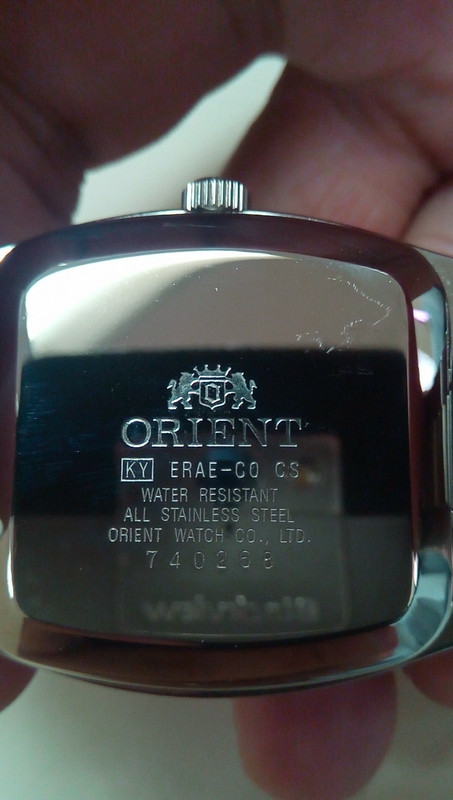 ORIENT
KY ERAE-C0 CS
WATER RESISTANT
ALL STAINLESS STEEL
ORIENT WATCH CO., LTD.
740268